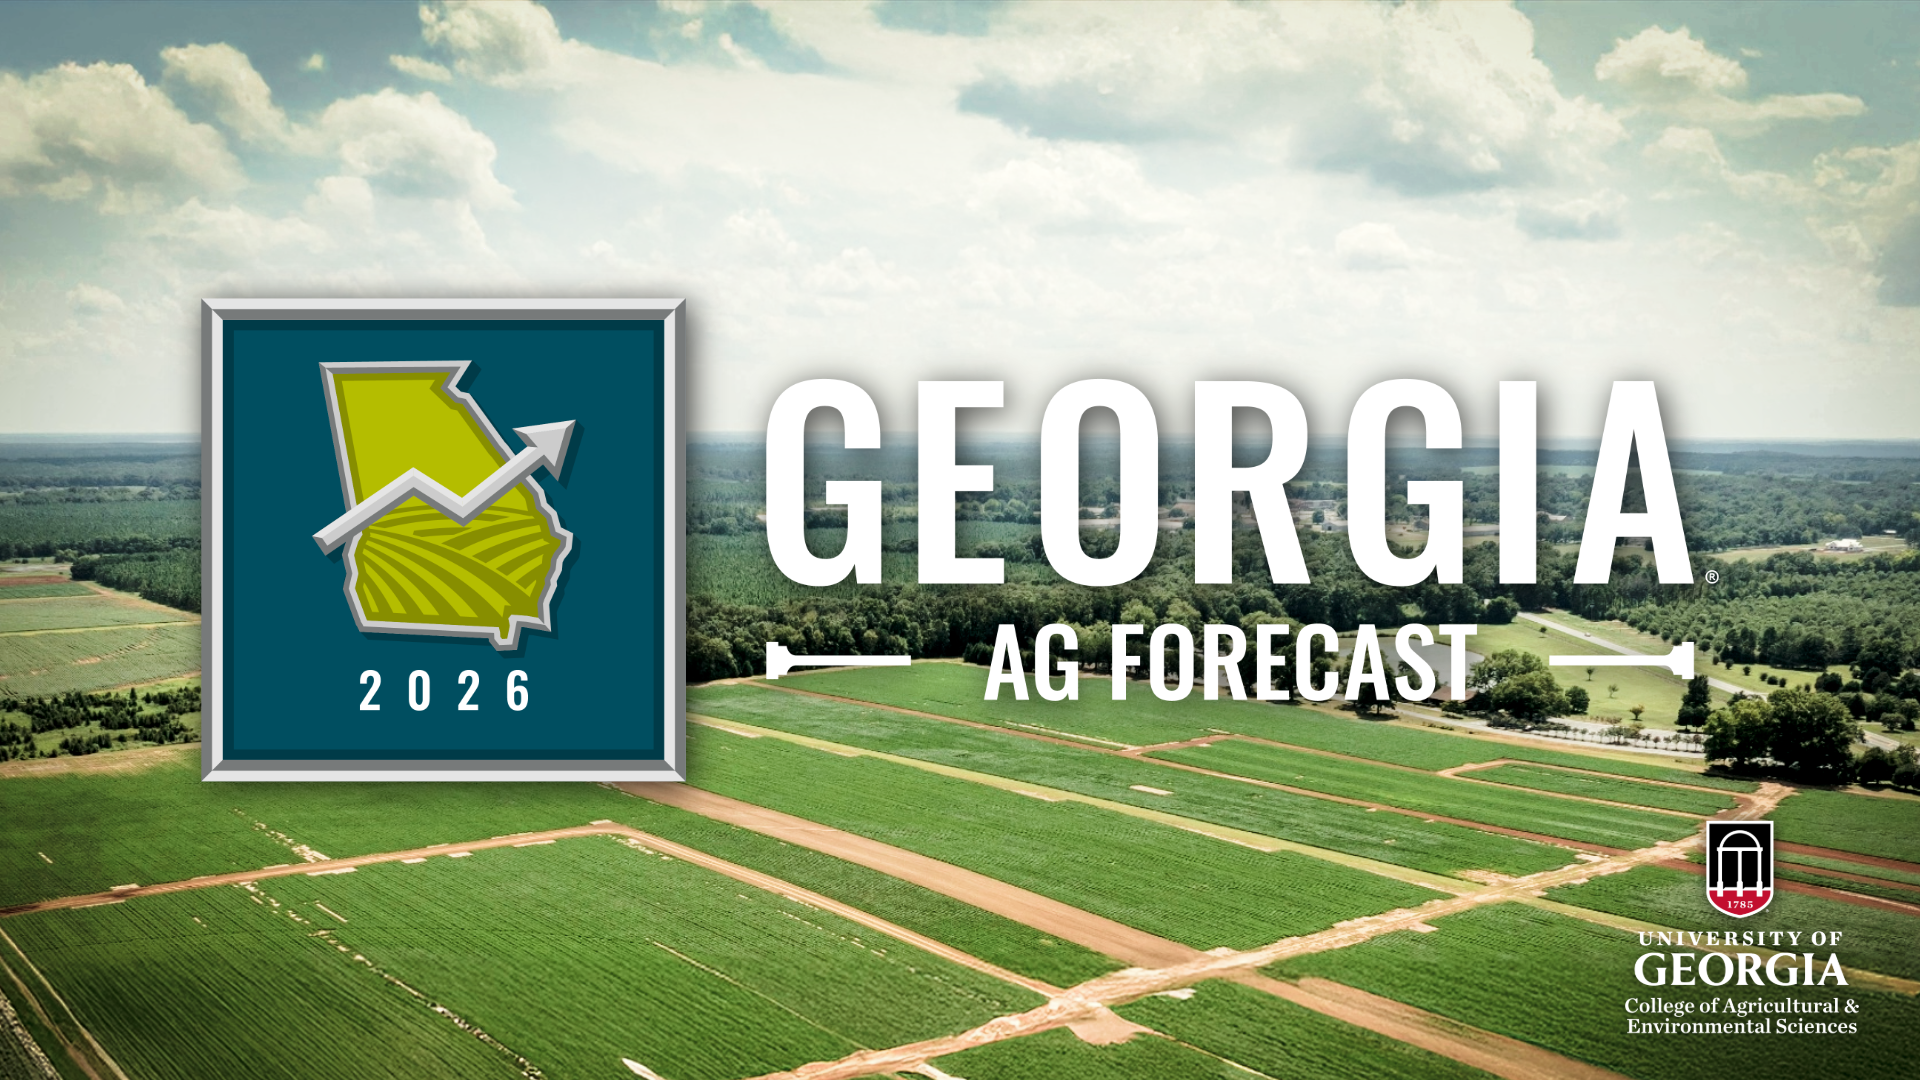 2026
GEORGIA®
AG FORECAST
1785
UNIVERSITY OF
GEORGIA
College of Agricultural &
Environmental Sciences